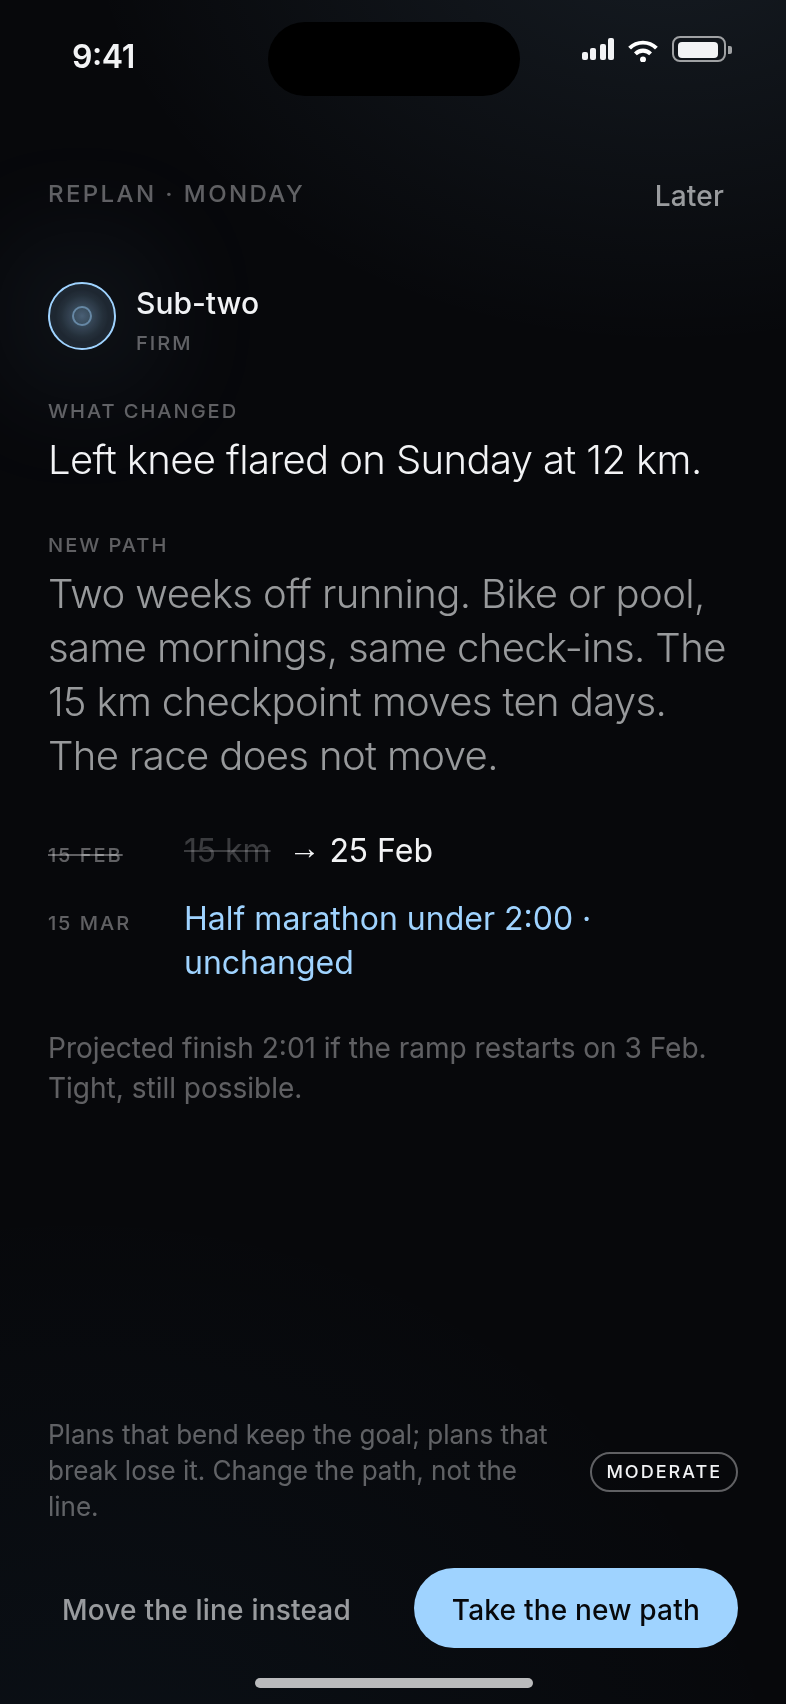 9:41
REPLAN · MONDAY
Later
Sub-two
FIRM
WHAT CHANGED
Left knee flared on Sunday at 12 km.
NEW PATH
Two weeks off running. Bike or pool,
same mornings, same check-ins. The
15 km checkpoint moves ten days.
The race does not move.
15 FEB 15 km → 25 Feb
15 MAR Half marathon under 2:00 ·
unchanged
Projected finish 2:01 if the ramp restarts on 3 Feb.
Tight, still possible.
Plans that bend keep the goal; plans that
break lose it. Change the path, not the
line.
MODERATE
Move the line instead
Take the new path